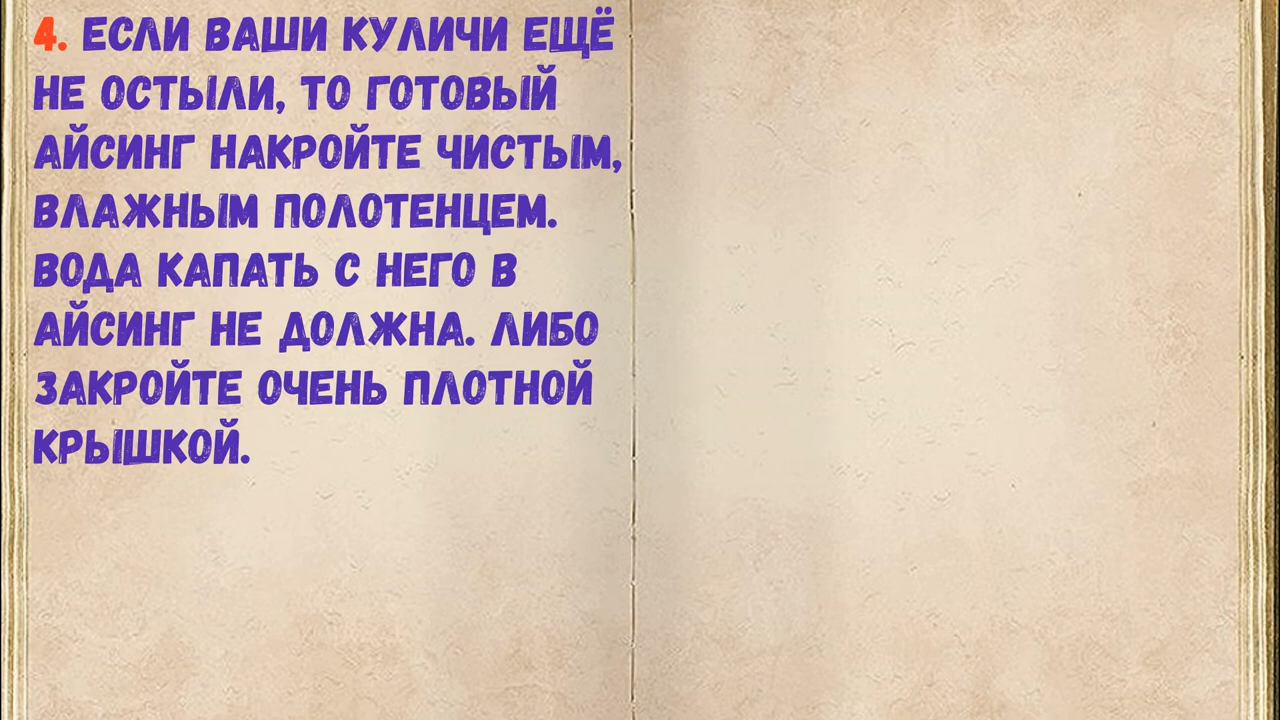 4. ЕСЛИ ВАШИ КУЛИЧИ ЕЩЁ
НЕ ОСТЫЛИ, ТО ГОТОВЫЙ
АЙСИНГ НАКРОЙТЕ ЧИСТЫМ,
ВЛАЖНЫМ ПОЛОТЕНЦЕМ.
ВОДА КАПАТЬ С НЕГО В
АЙСИНГ НЕ ДОЛЖНА. ЛИБО
ЗАКРОЙТЕ ОЧЕНЬ ПЛОТНОЙ
КРЫШКОЙ.